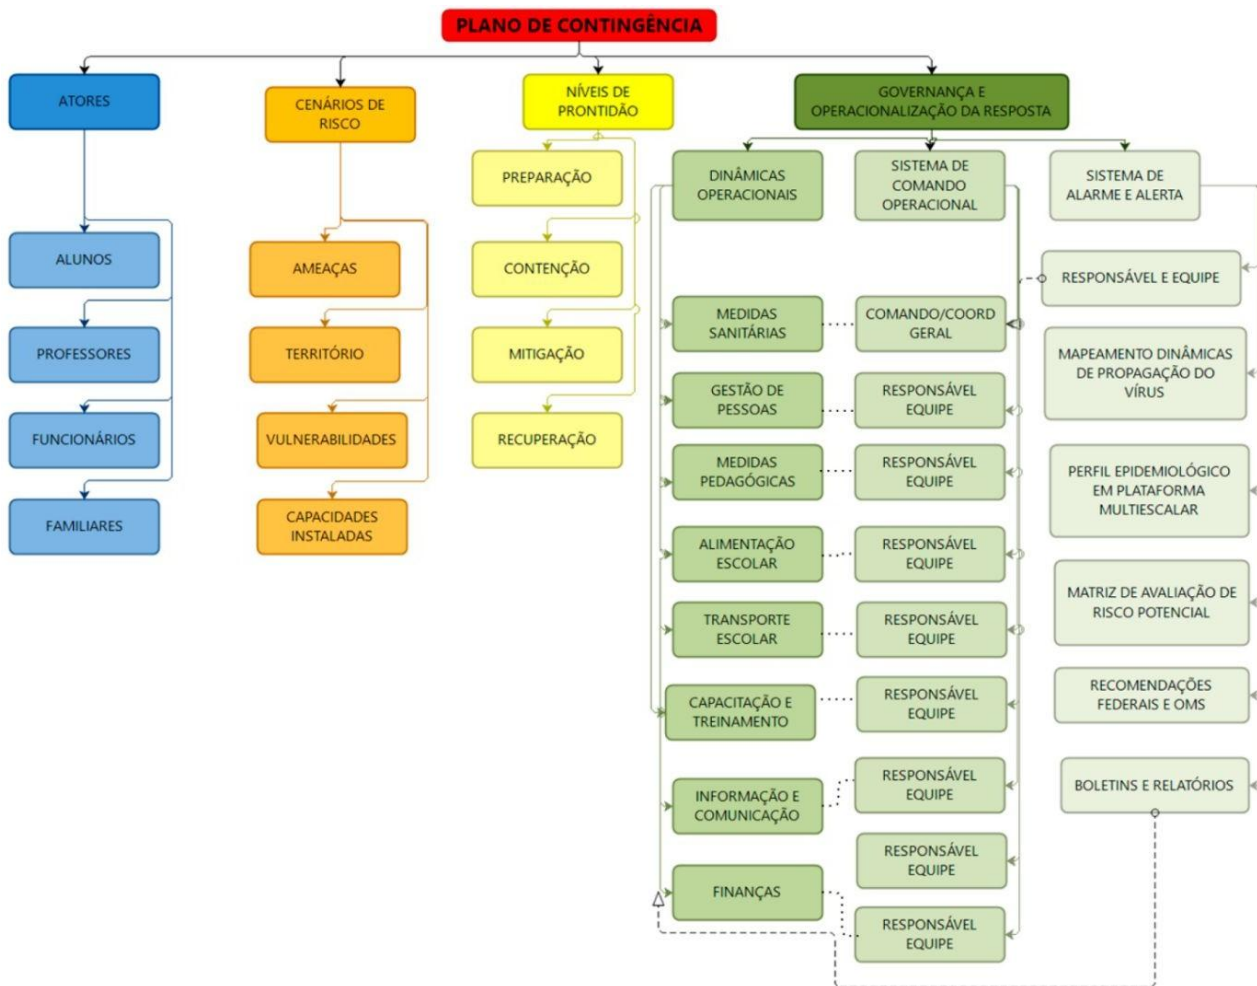 PLANO DE CONTINGÊNCIA
ATORES
ALUNOS
PROFESSORES
FUNCIONÁRIOS
FAMILIARES
CENÁRIOS DE
RISCO
AMEAÇAS
TERRITÓRIO
VULNERABILIDADES
CAPACIDADES
INSTALADAS
NÍVEIS DE
PRONTIDÃO
PREPARAÇÃO
CONTENÇÃO
MITIGAÇÃO
RECUPERAÇÃO
GOVERNANÇA E
OPERACIONALIZAÇÃO DA RESPOSTA
DINÂMICAS
OPERACIONAIS
MEDIDAS
SANITÁRIAS
GESTÃO DE
PESSOAS
MEDIDAS
PEDAGÓGICAS
ALIMENTAÇÃO
ESCOLAR
TRANSPORTE
ESCOLAR
CAPACITAÇÃO E
TREINAMENTO
INFORMAÇÃO E
COMUNICAÇÃO
FINANÇAS
SISTEMA DE
COMANDO
OPERACIONAL
COMANDO/COORD
GERAL
RESPONSÁVEL
EQUIPE
RESPONSÁVEL
EQUIPE
RESPONSÁVEL
EQUIPE
RESPONSÁVEL
EQUIPE
RESPONSÁVEL
EQUIPE
RESPONSÁVEL
EQUIPE
RESPONSÁVEL
EQUIPE
RESPONSÁVEL
EQUIPE
SISTEMA DE
ALARME E ALERTA
RESPONSÁVEL E EQUIPE
MAPEAMENTO DINÂMICAS
DE PROPAGAÇÃO DO
VÍRUS
PERFIL EPIDEMIOLÓGICO
EM PLATAFORMA
MULTIESCALAR
MATRIZ DE AVALIAÇÃO DE
RISCO POTENCIAL
RECOMENDAÇÕES
FEDERAIS E OMS
BOLETINS E RELATÓRIOS